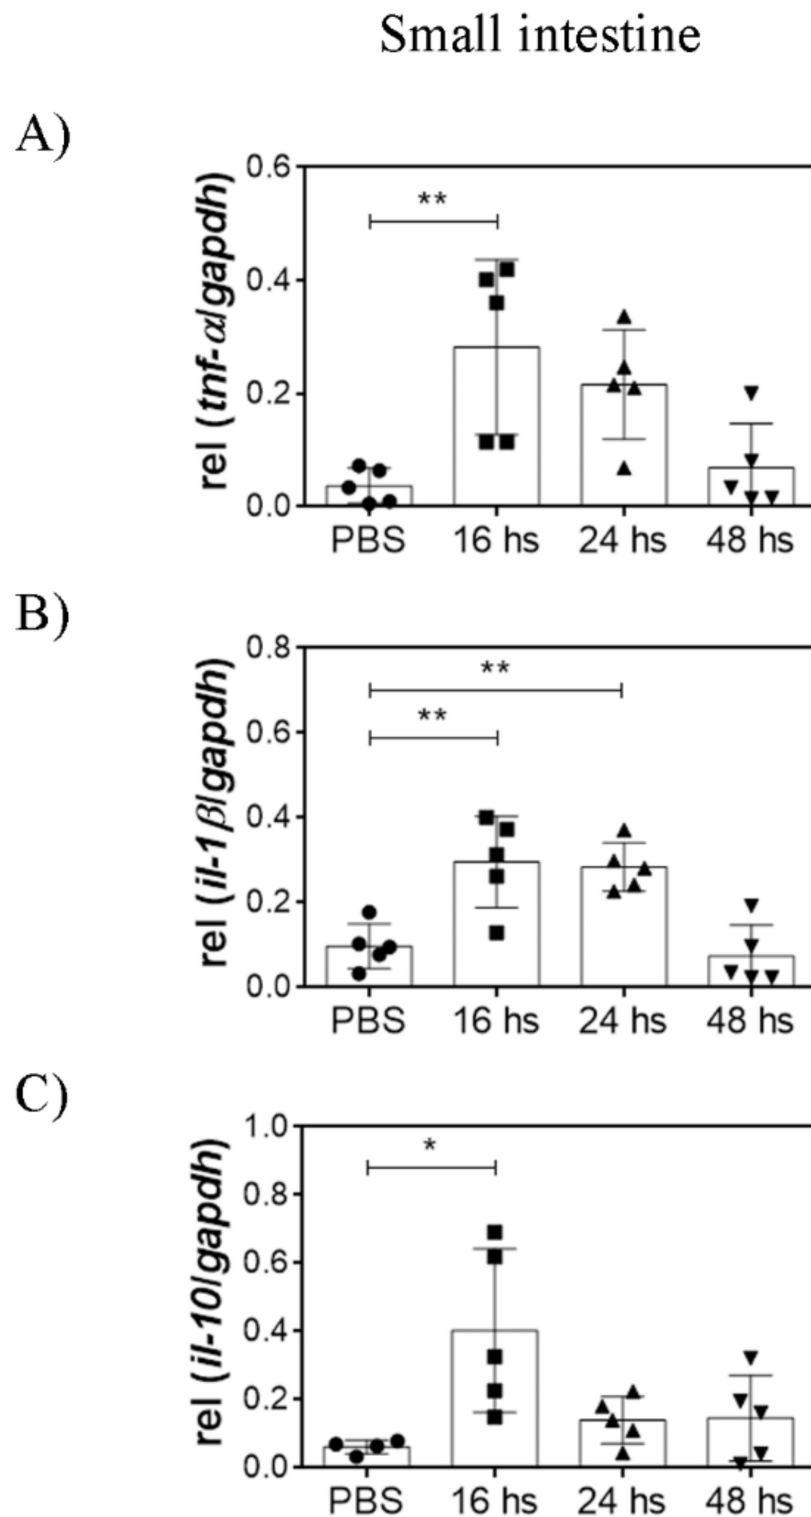 Small intestine
A)
rel (tnf-α/gapdh)
0.6
0.4
0.2
0.0
**
PBS 16 hs 24 hs 48 hs
B)
rel (il-1β/gapdh)
0.8
0.6
0.4
0.2
0.0
**
**
PBS 16 hs 24 hs 48 hs
C)
rel (il-10/gapdh)
1.0
0.8
0.6
0.4
0.2
0.0
*
PBS 16 hs 24 hs 48 hs